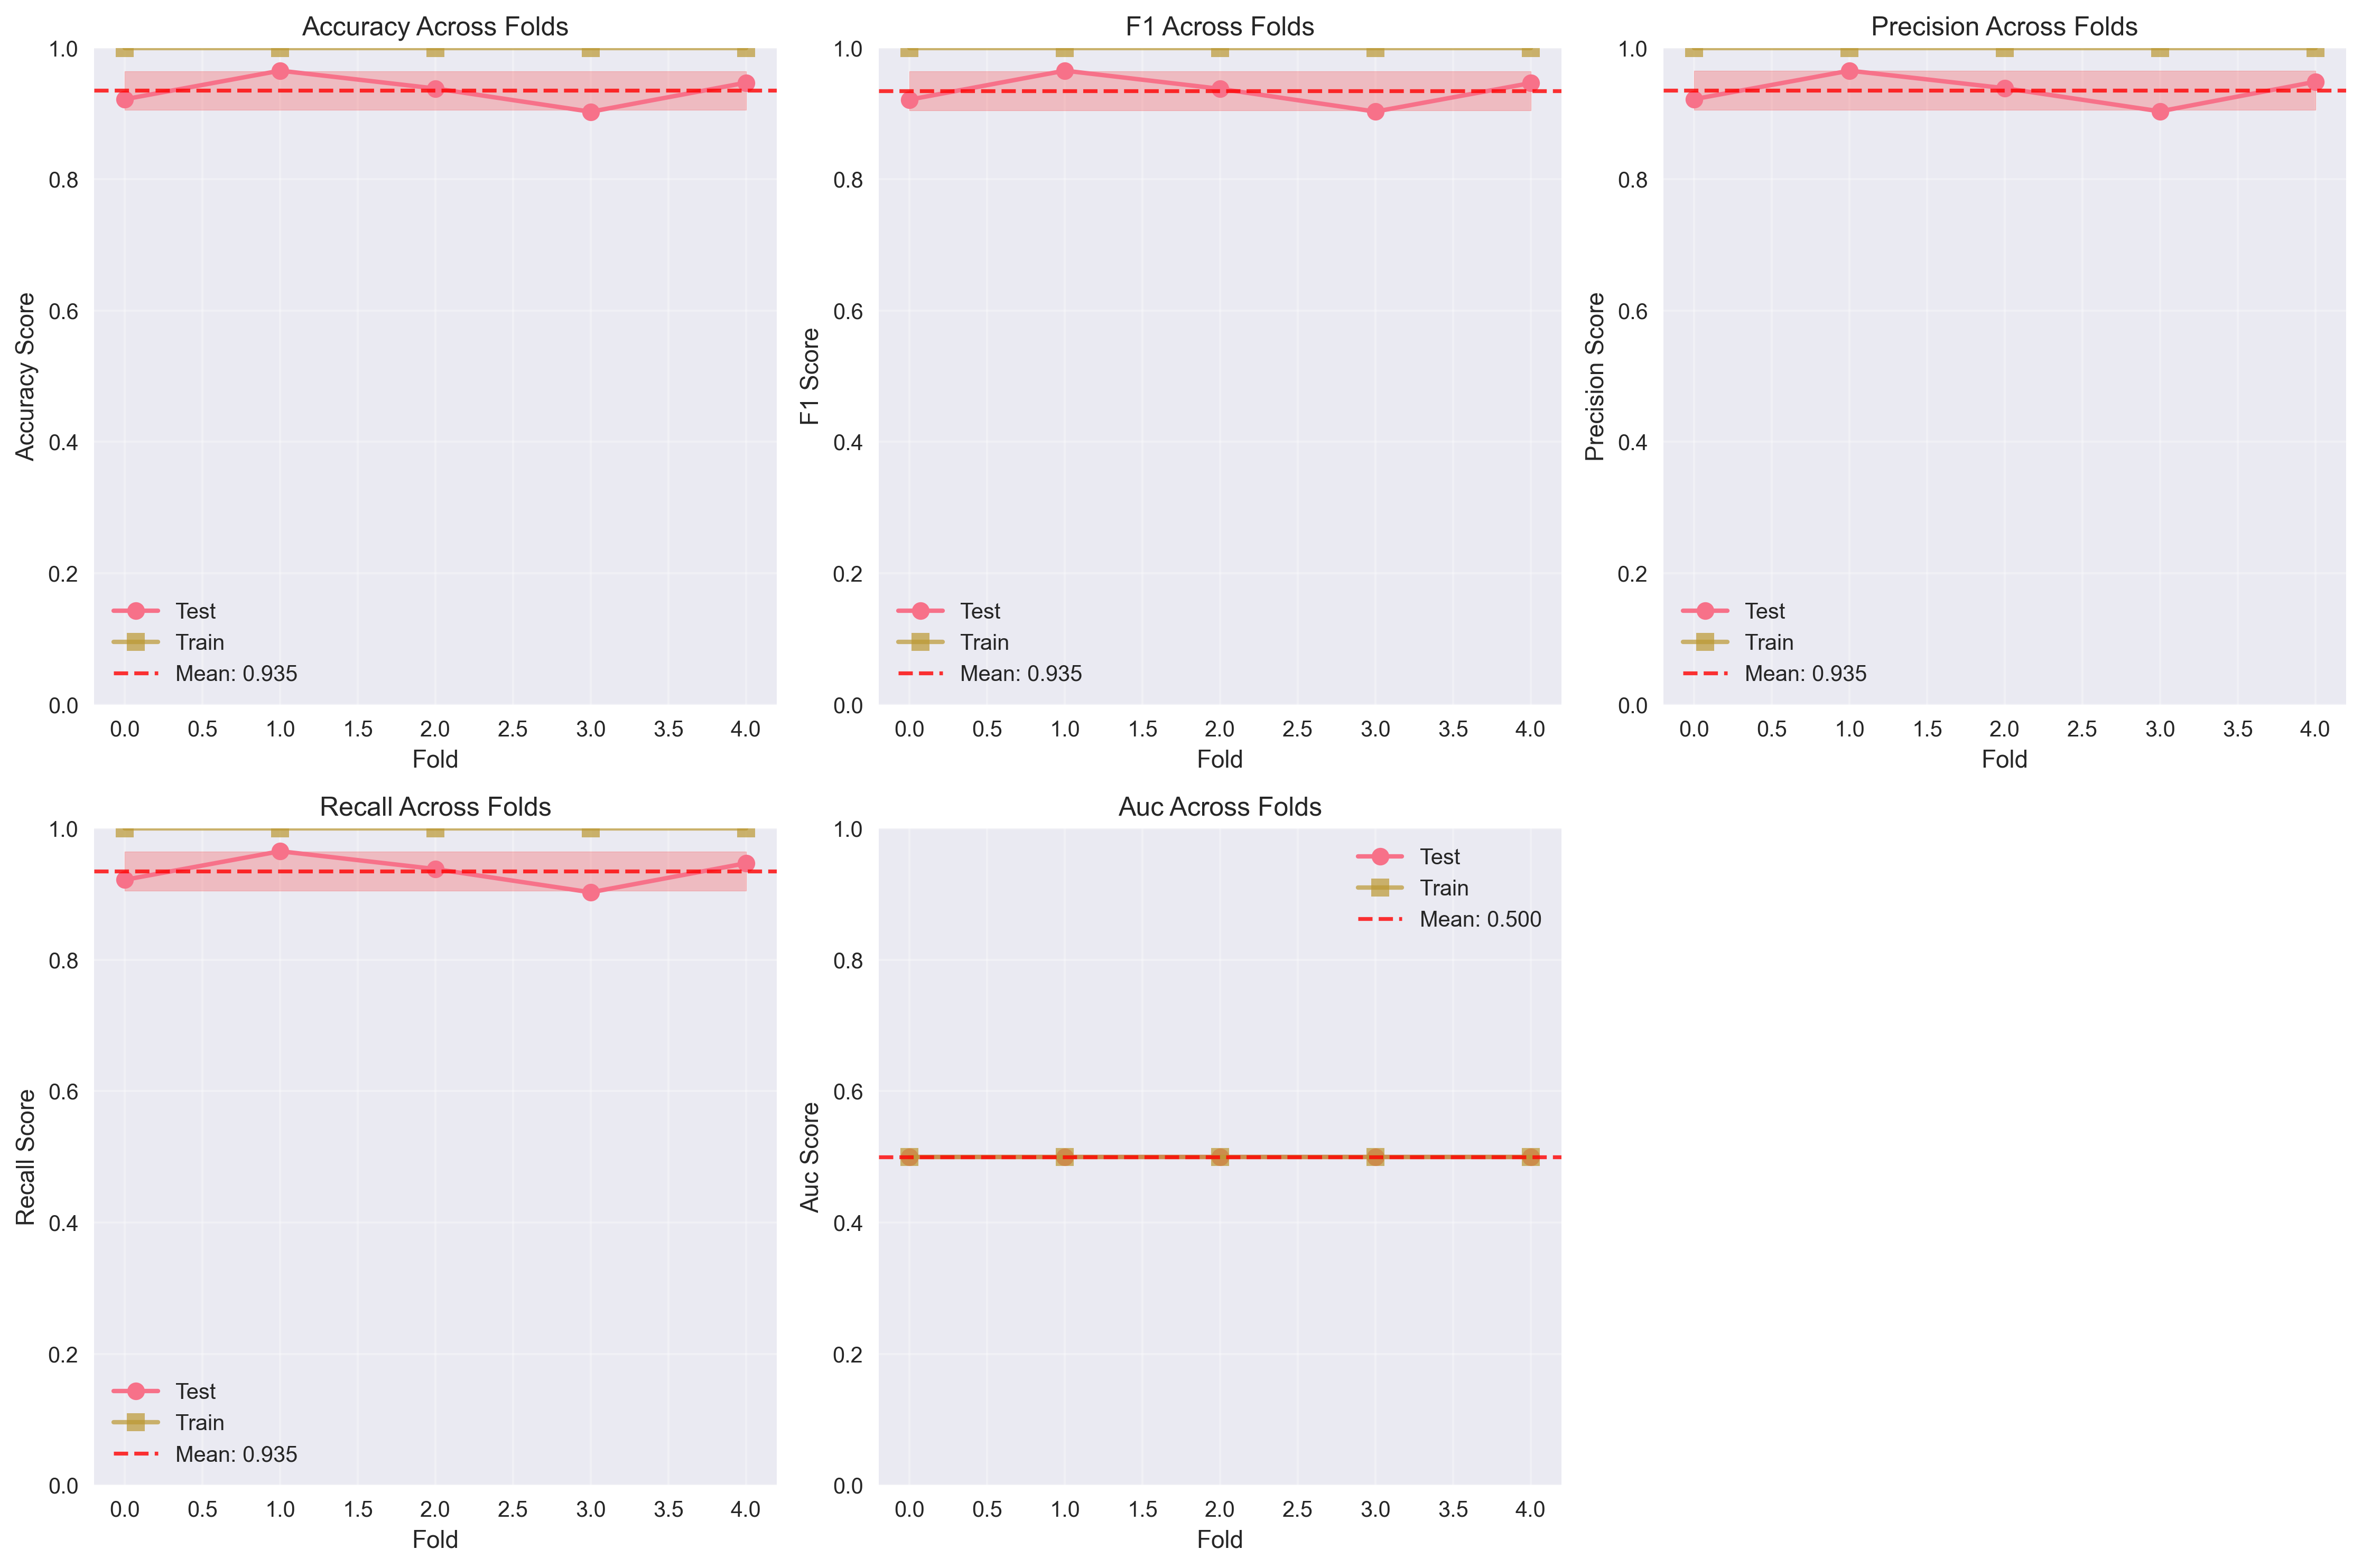 Accuracy Across Folds
Accuracy Score
1.0
0.8
0.6
0.4
0.2
0.0
Test
Train
Mean: 0.935
0.0 0.5 1.0 1.5 2.0 2.5 3.0 3.5 4.0
Fold
F1 Across Folds
F1 Score
1.0
0.8
0.6
0.4
0.2
0.0
Test
Train
Mean: 0.935
0.0 0.5 1.0 1.5 2.0 2.5 3.0 3.5 4.0
Fold
Precision Across Folds
Precision Score
1.0
0.8
0.6
0.4
0.2
0.0
Test
Train
Mean: 0.935
0.0 0.5 1.0 1.5 2.0 2.5 3.0 3.5 4.0
Fold
Recall Across Folds
Recall Score
1.0
0.8
0.6
0.4
0.2
0.0
Test
Train
Mean: 0.935
0.0 0.5 1.0 1.5 2.0 2.5 3.0 3.5 4.0
Fold
Auc Across Folds
Auc Score
1.0
0.8
0.6
0.4
0.2
0.0
Test
Train
Mean: 0.500
0.0 0.5 1.0 1.5 2.0 2.5 3.0 3.5 4.0
Fold